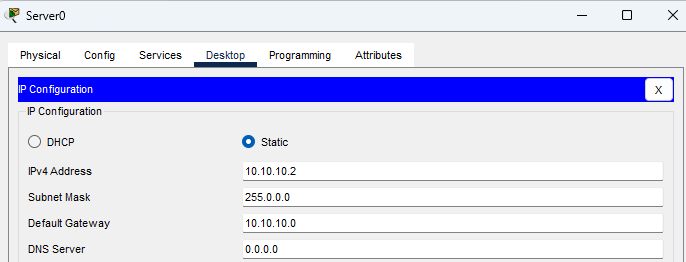 Server0
Physical Config Services Desktop Programming Attributes
IP Configuration X
IP Configuration
DHCP Static
IPv4 Address 10.10.10.2
Subnet Mask 255.0.0.0
Default Gateway 10.10.10.0
DNS Server 0.0.0.0